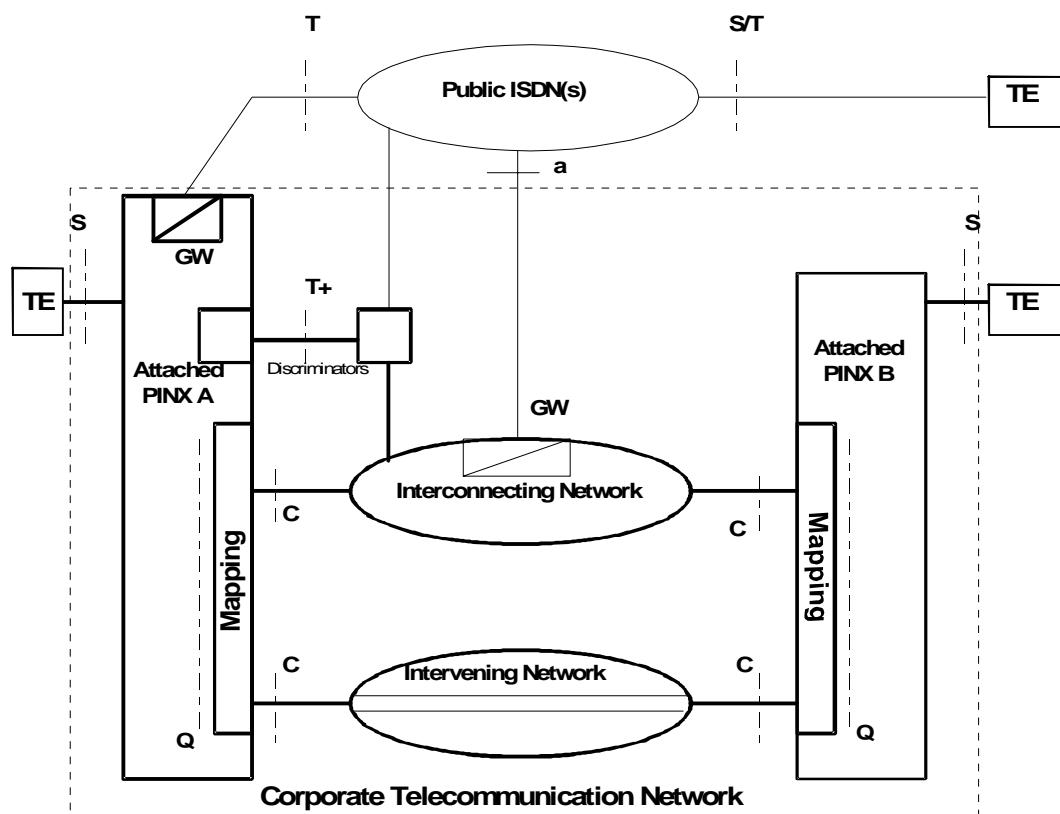 T
S/T
Public ISDN(s)
TE
a
S
S
GW
TE
T+
TE
Attached
PINX A
Discriminators
Attached
PINX B
GW
Interconnecting Network
C
C
Mapping
Mapping
C
Intervening Network
C
Q
Q
Corporate Telecommunication Network